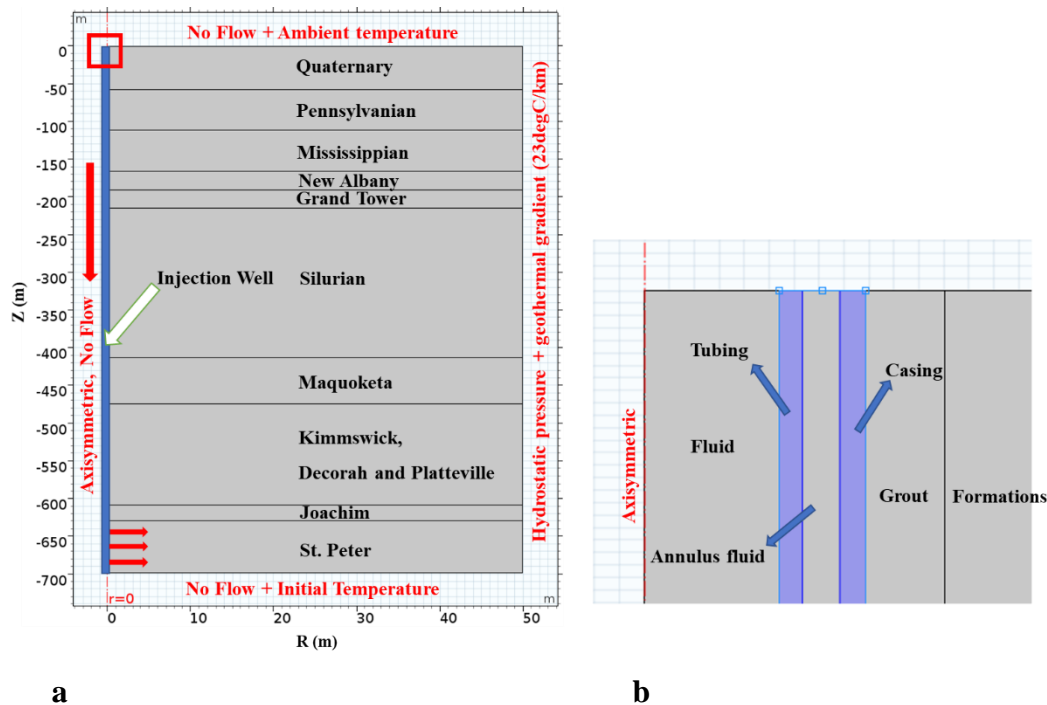 m
No Flow + Ambient temperature
0
-50
-100
-150
-200
-250
-300
-350
-400
-450
-500
-550
-600
-650
-700
Z (m)
Quaternary
Pennsylvanian
Mississippian
New Albany
Grand Tower
Silurian
Injection Well
Maquoketa
Kimmswick,
Decorah and Platteville
Joachim
St. Peter
Axisymmetric, No Flow
Hydrostatic pressure + geothermal gradient (23degC/km)
No Flow + Initial Temperature
r=0
m
0
10
20
30
40
50
R (m)
a
Tubing
Casing
Axisymmetric
Fluid
Grout
Formations
Annulus fluid
b